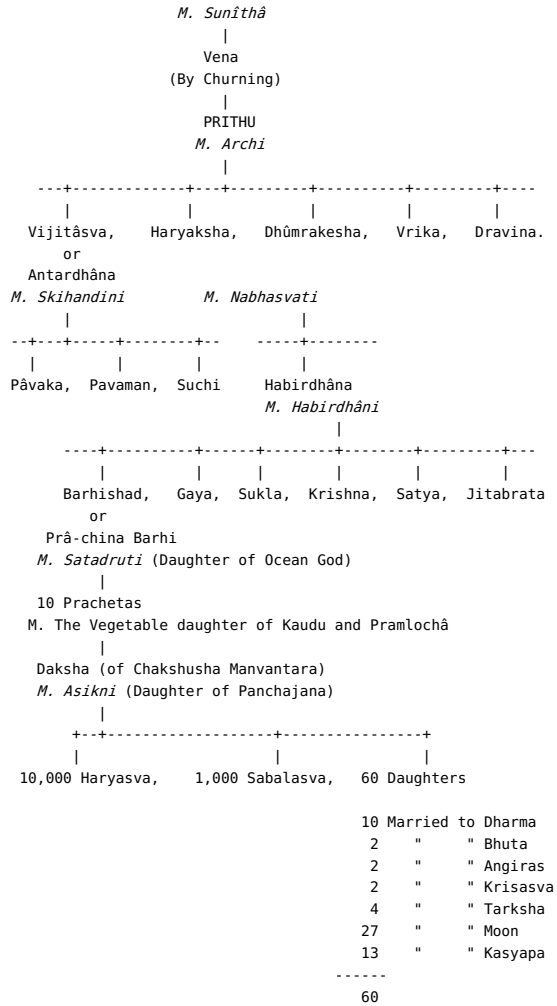 M. Sunîthâ
|
Vena
(By Churning)
|
PRITHU
M. Archi
|
---+-------------+---+---------+----------+---------+----
| | | | |
Vijitâsva, Haryaksha, Dhûmrakesha, Vrika, Dravina.
or
Antardhâna
M. Skihandini M. Nabhasvati
| |
--+---+-----+--------+-- -----+--------
| | | |
Pâvaka, Pavaman, Suchi Habirdhâna
M. Habirdhâni
|
----+----------+------+--------+--------+---------+---
| | | | | |
Barhishad, Gaya, Sukla, Krishna, Satya, Jitabrata
or
Prâ-china Barhi
M. Satadruti (Daughter of Ocean God)
|
10 Prachetas
M. The Vegetable daughter of Kaudu and Pramlochâ
|
Daksha (of Chakshusha Manvantara)
M. Asikni (Daughter of Panchajana)
|
+--+-------------------+----------------+
| | |
10,000 Haryasva, 1,000 Sabalasva, 60 Daughters
10 Married to Dharma
2 " " Bhuta
2 " " Angiras
2 " " Krisasva
4 " " Tarksha
27 " " Moon
13 " " Kasyapa
------
60